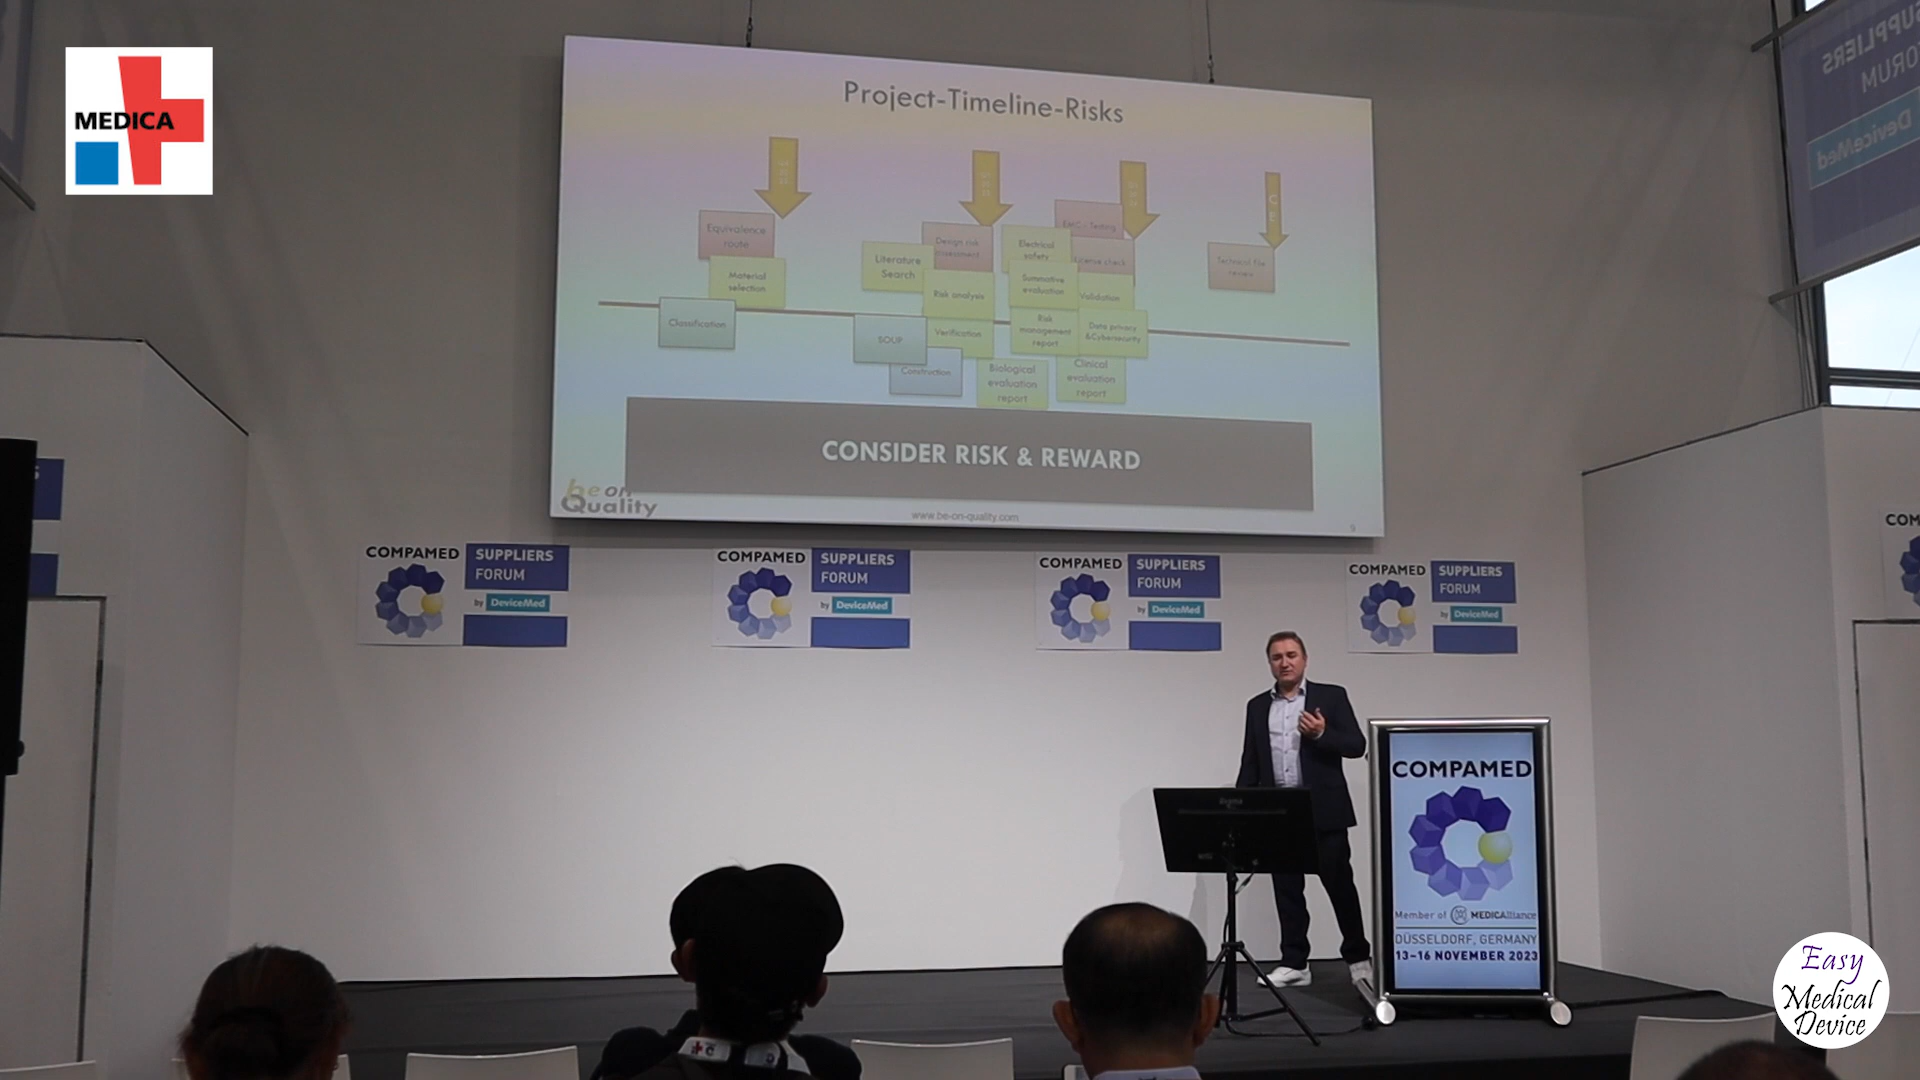 MEDICA
Project-Timeline-Risks
Equivalence
route
Material
selection
Classification
Literature
Search
Design risk
assessment
Risk analysis
Verification
SOUP
Construction
Electrical
safety
Summative
evaluation
Risk
management
report
Biological
evaluation
report
Testing
License check
Validation
Data privacy
&Cybersecurity
Clinical
evaluation
report
Technical File
review
CONSIDER RISK & REWARD
be on
Quality
www.be-on-quality.com
9
COMPAMED
SUPPLIERS
FORUM
by DeviceMed
COMPAMED
SUPPLIERS
FORUM
by DeviceMed
COMPAMED
SUPPLIERS
FORUM
by DeviceMed
COMPAMED
SUPPLIERS
FORUM
by DeviceMed
COMPAMED
Member of MEDICAlliance
DÜSSELDORF, GERMANY
13–16 NOVEMBER 2023
Easy
Medical
Device